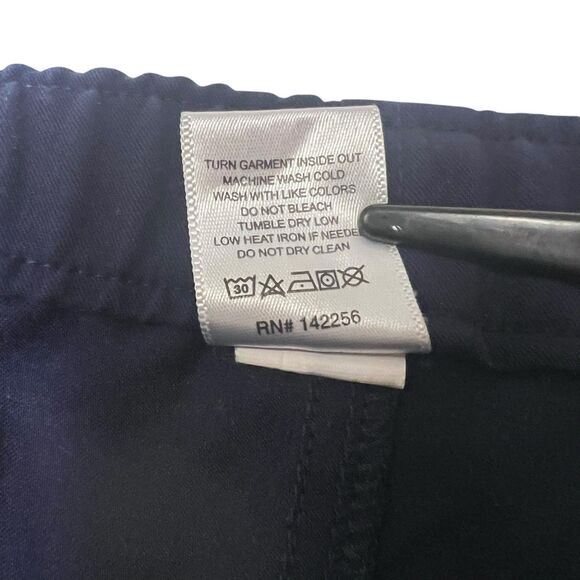 TURN GARMENT INSIDE OUT
MACHINE WASH COLD
WASH WITH LIKE COLORS
DO NOT BLEACH
TUMBLE DRY LOW
LOW HEAT IRON IF NEEDE
DO NOT DRY CLEAN
30
RN# 142256